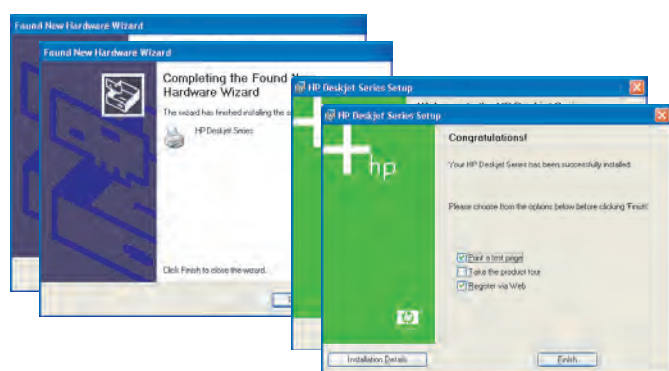 Found New Hardware Wizard
Found New Hardware Wizard
Completing the Found
Hardware Wizard
The wizard has finished installing the
HP Deskjet Series
Click Finish to close the wizard.
HP Deskjet Series Setup
HP Deskjet Series Setup
hp
Congratulations!
Your HP Deskjet Series has been successfully installed.
Please choose from the options below before clicking 'Finish'
Print a test page
Take the product tour
Register via Web
hp
Installation Details
Finish